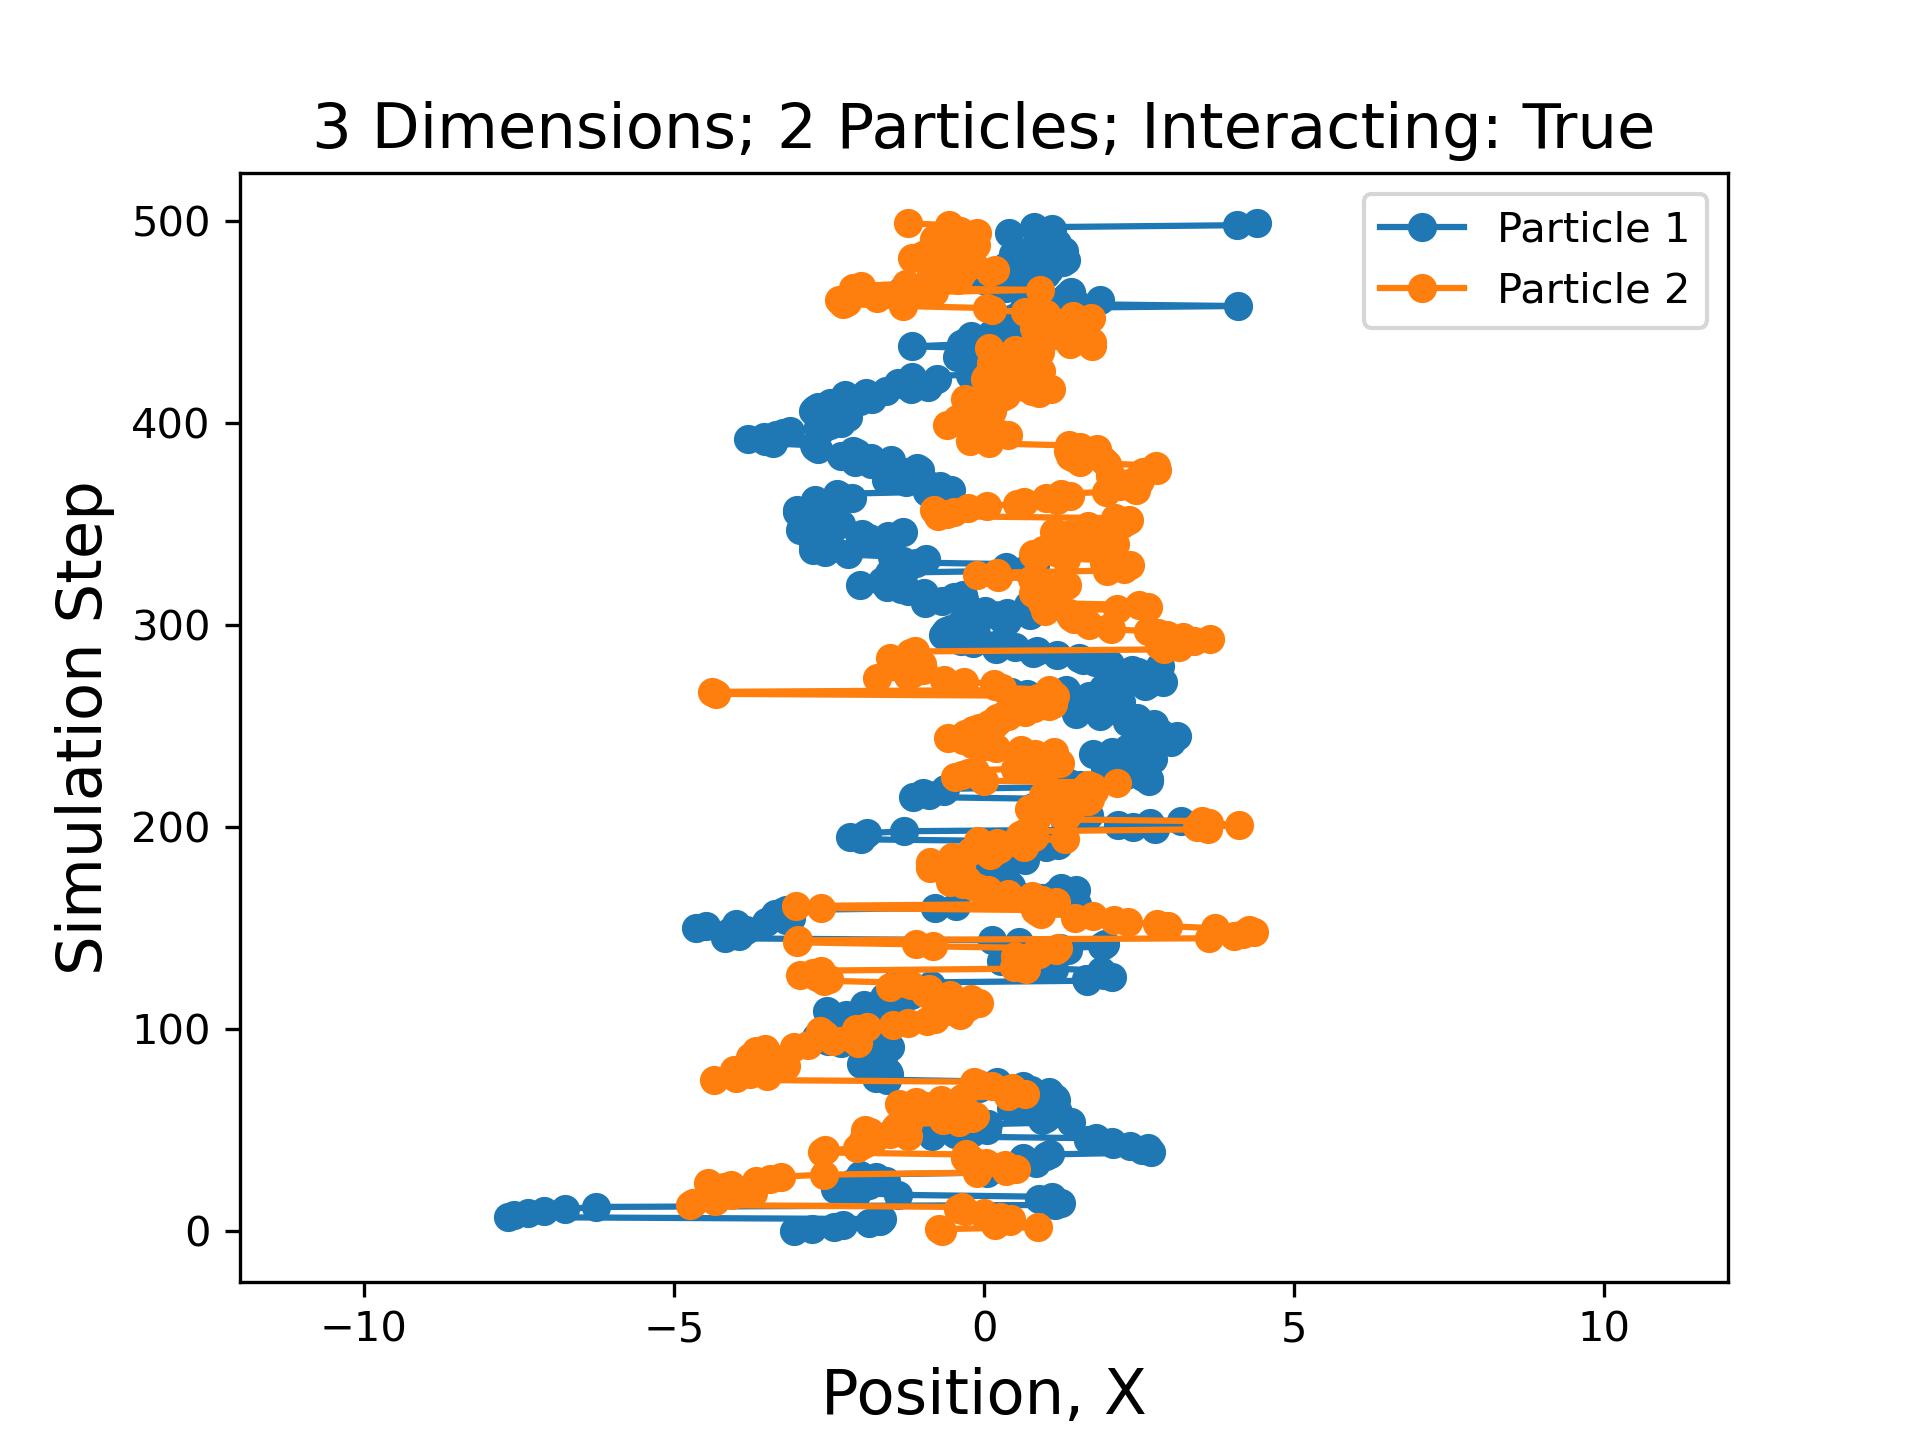 3 Dimensions; 2 Particles; Interacting: True
Particle 1
Particle 2
Simulation Step
500
400
300
200
100
0
−10
−5
0
5
10
Position, X